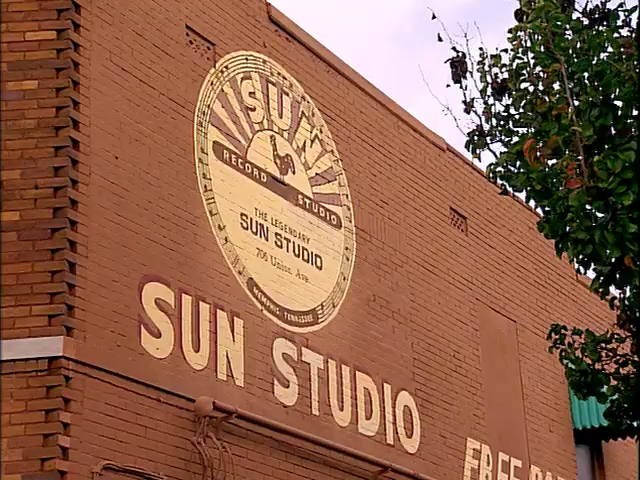 SUN
RECORD STUDIO
THE LEGENDARY
SUN STUDIO
706 Union Ave.
MEMPHIS, TENNESSEE
SUN STUDIO
FREE